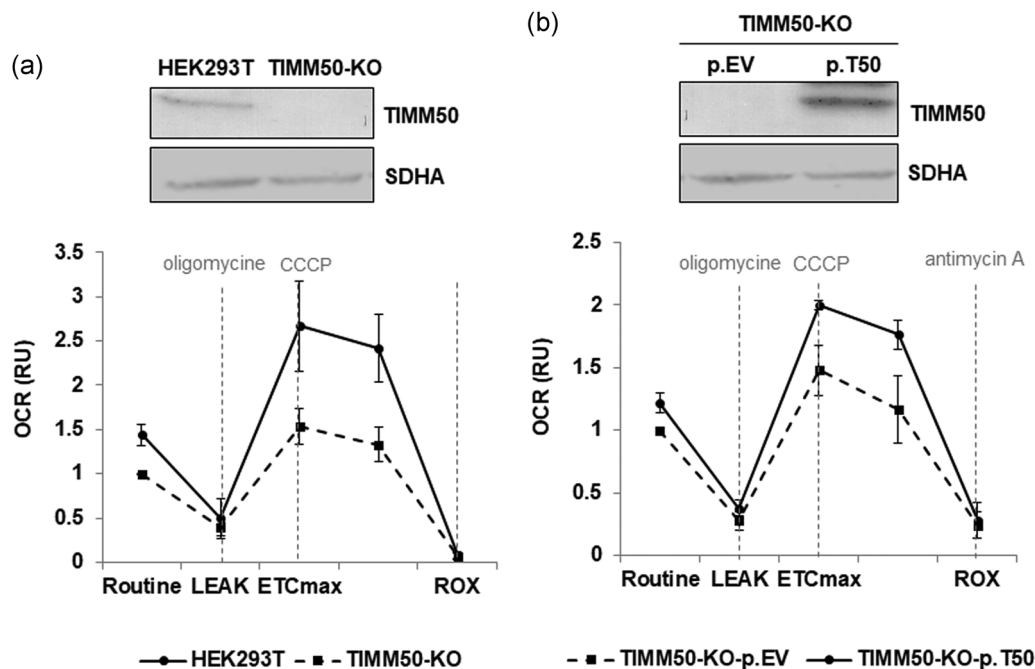 (a)
HEK293T TIMM50-KO
TIMM50
SDHA
3.5
3
2.5
2
1.5
1
0.5
0
OCR (RU)
oligomycine CCCP
Routine LEAK ETCmax ROX
HEK293T TIMM50-KO
(b)
TIMM50-KO
p.EV p.T50
TIMM50
SDHA
2.5
2
1.5
1
0.5
0
OCR (RU)
oligomycine CCCP antimycin A
Routine LEAK ETCmax ROX
TIMM50-KO-p.EV TIMM50-KO-p.T50